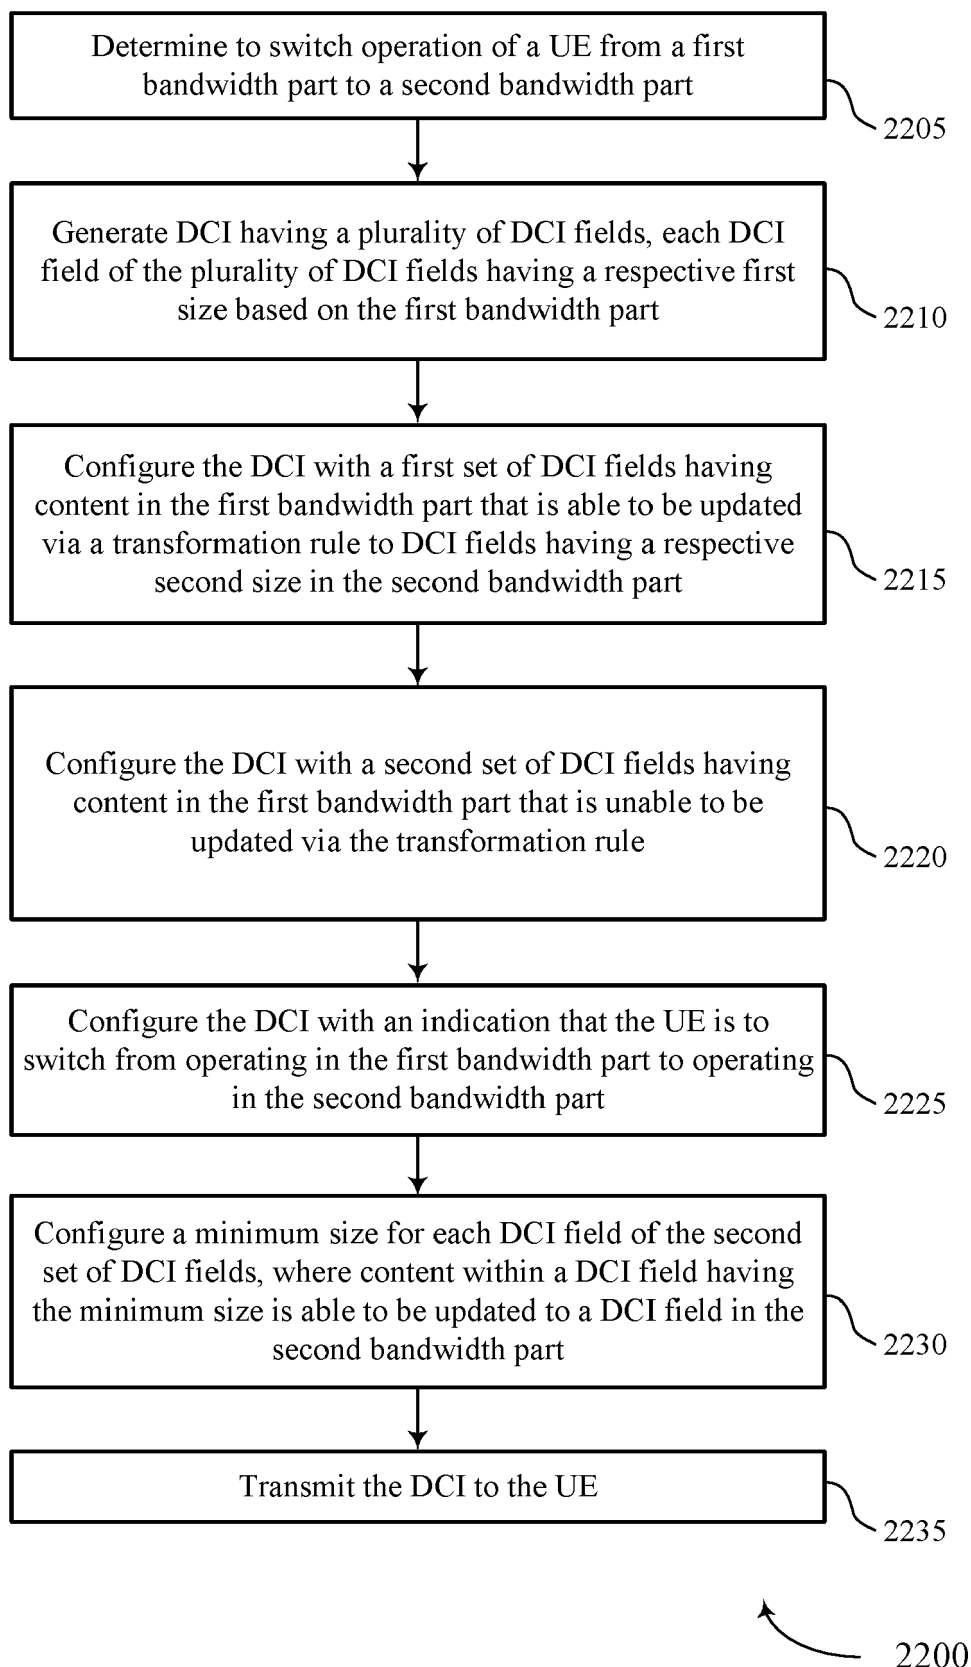 Determine to switch operation of a UE from a first
bandwidth part to a second bandwidth part
2205
Generate DCI having a plurality of DCI fields, each DCI
field of the plurality of DCI fields having a respective first
size based on the first bandwidth part
2210
Configure the DCI with a first set of DCI fields having
content in the first bandwidth part that is able to be updated
via a transformation rule to DCI fields having a respective
second size in the second bandwidth part
2215
Configure the DCI with a second set of DCI fields having
content in the first bandwidth part that is unable to be
updated via the transformation rule
2220
Configure the DCI with an indication that the UE is to
switch from operating in the first bandwidth part to operating
in the second bandwidth part
2225
Configure a minimum size for each DCI field of the second
set of DCI fields, where content within a DCI field having
the minimum size is able to be updated to a DCI field in the
second bandwidth part
2230
Transmit the DCI to the UE
2235
2200